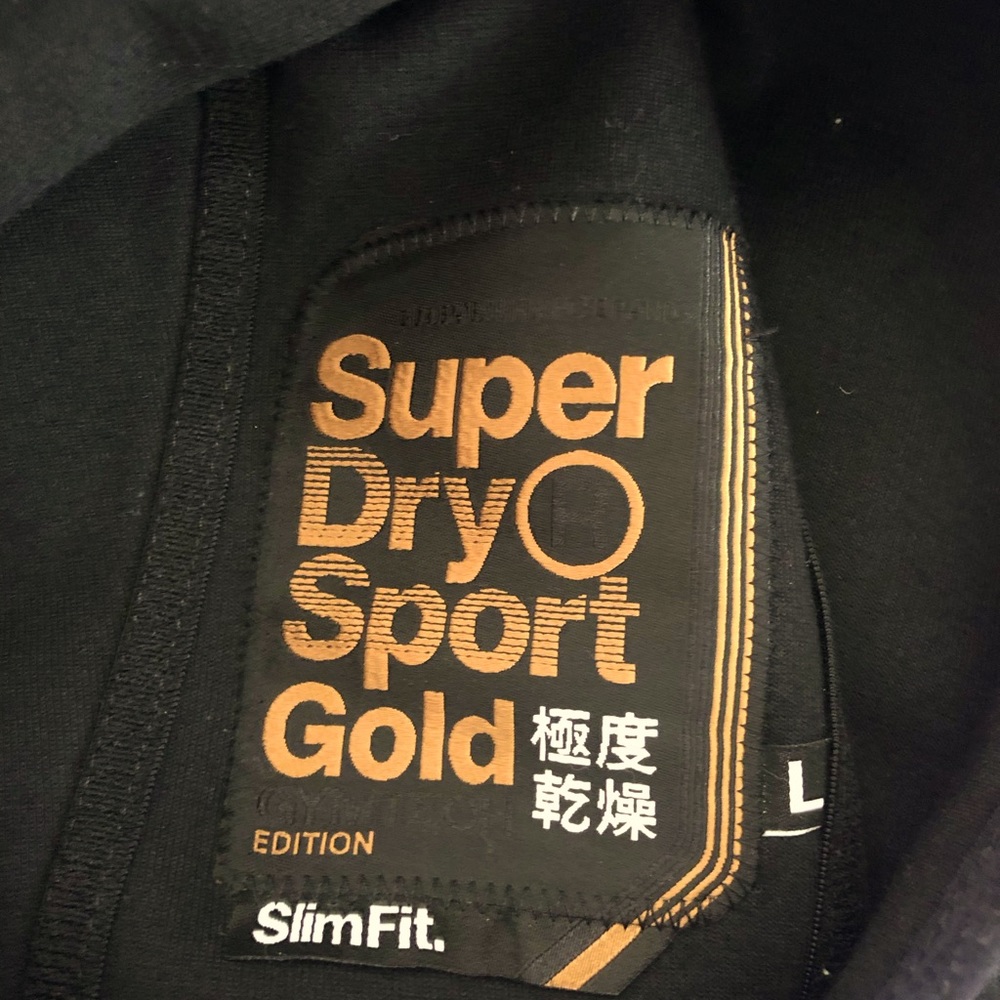 Super
Dry
Sport
Gold
極度
乾燥
EDITION
L
SlimFit.